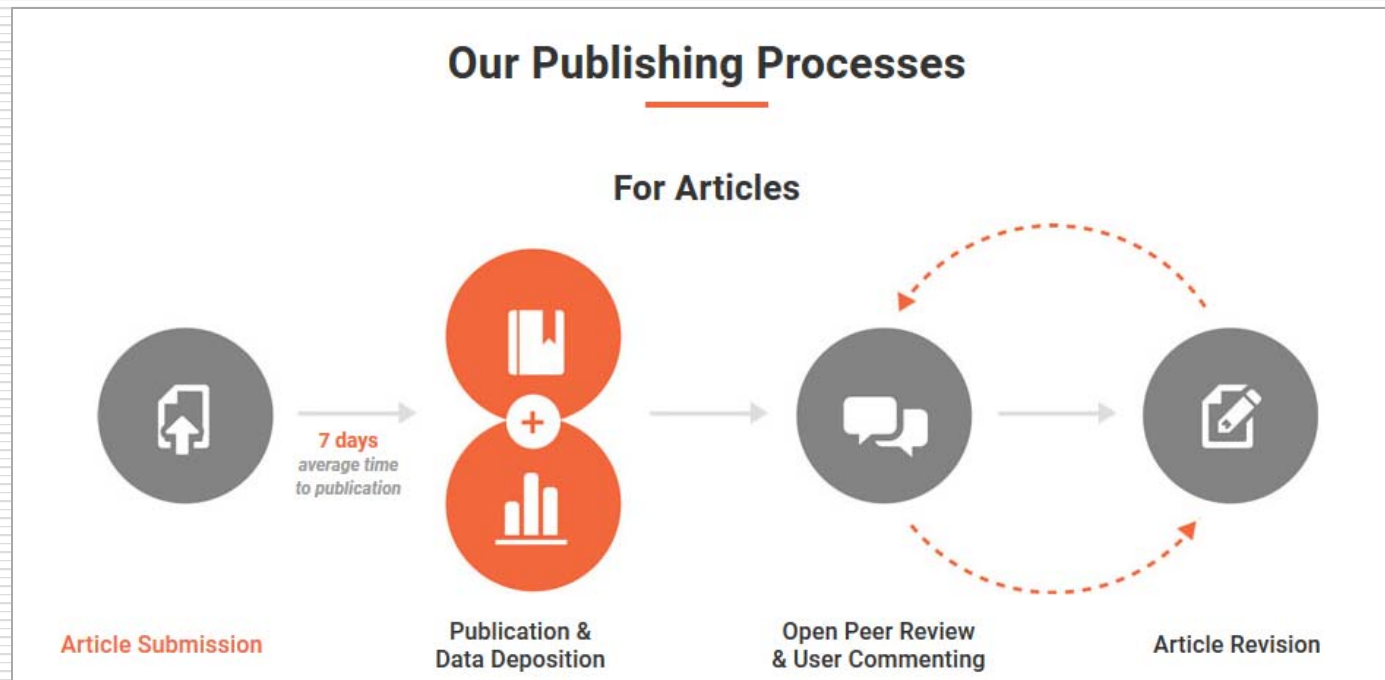 Our Publishing Processes
For Articles
7 days
average time
to publication
Article Submission
Publication &
Data Deposition
Open Peer Review
& User Commenting
Article Revision